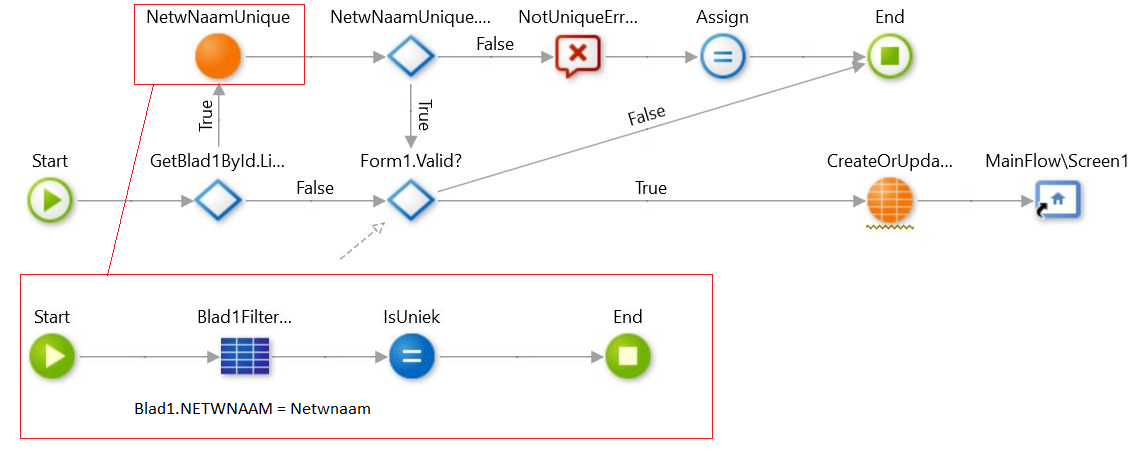 NetwNaamUnique
NetwNaamUnique....
NotUniqueErr...
Assign
End
False
True
True
False
Start
GetBlad1ById.Li...
Form1.Valid?
CreateOrUpda...
MainFlow\Screen1
False
True
Start
Blad1Filter...
IsUniek
End
Blad1.NETWNAAM = Netwnaam